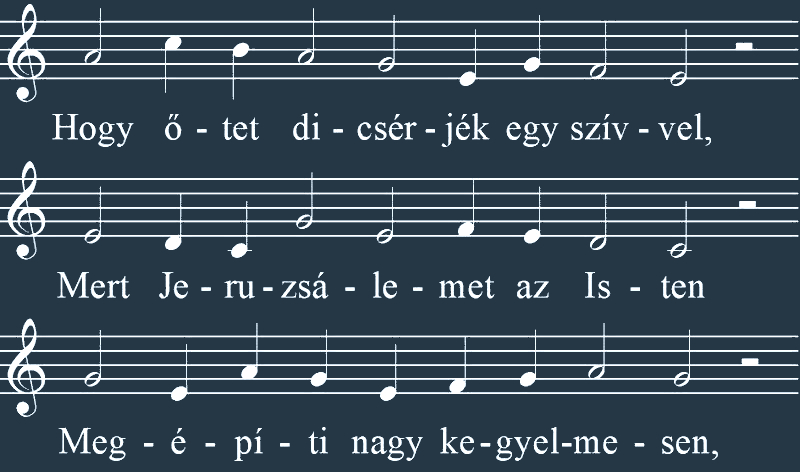 Hogy ő - tet di - csér - jék egy szív - vel,
Mert Je - ru - zsá - le - met az Is - ten
Meg - é - pí - ti nagy ke - gyel - me - sen,